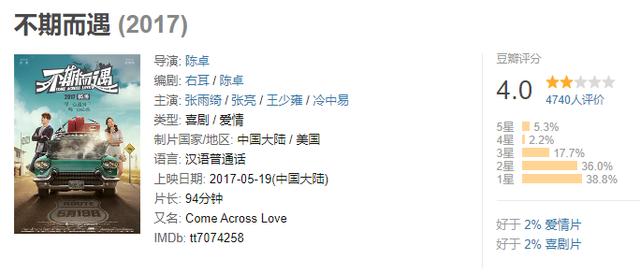 不期而遇 (2017)
不期而遇
COME ACROSS LOVE
ROUTE
5月19日
导演: 陈卓
编剧: 右耳 / 陈卓
主演: 张雨绮 / 张亮 / 王少雍 / 冷中易
类型: 喜剧 / 爱情
制片国家/地区: 中国大陆 / 美国
语言: 汉语普通话
上映日期: 2017-05-19(中国大陆)
片长: 94分钟
又名: Come Across Love
IMDb: tt7074258
豆瓣评分
4.0
4740人评价
5星 5.3%
4星 2.2%
3星 17.7%
2星 36.0%
1星 38.8%
好于 2% 爱情片
好于 2% 喜剧片